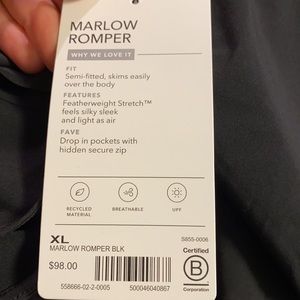 MARLOW
ROMPER
WHY WE LOVE IT
FIT
Semi-fitted, skims easily
over the body
FEATURES
Featherweight Stretch™
feels silky sleek
and light as air
FAVE
Drop in pockets with
hidden secure zip
RECYCLED
MATERIAL
BREATHABLE
UPF
XL
S855-0006
MARLOW ROMPER BLK
$98.00
Certified
B
Corporation
558666-02-2-0005
500046040867